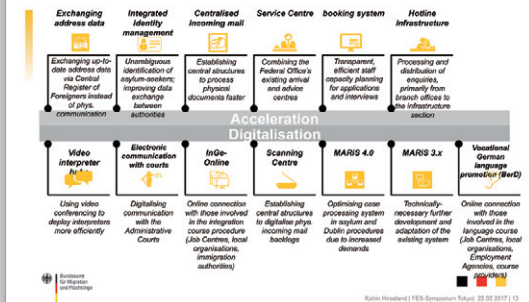 Exchanging
address data
Exchanging up-to-
date address data
via Central
Register of
Foreigners instead
of phys.
communication
Integrated
identity
management
Unambiguous
identification of
asylum-seekers;
improving data
exchange
between
authorities
Centralised
incoming mail
Establishing
central structures
to process
physical
documents faster
Service Centre
Combining the
Federal Office's
existing arrival
and advice
centres
booking system
Transparent,
efficient staff
capacity planning
for applications
and interviews
Hotline
infrastructure
Processing and
distribution of
enquiries,
primarily from
branch offices to
the infrastructure
section
Acceleration
Digitalisation
Video
interpreter
Using video
conferencing to
deploy interpreters
more efficiently
Electronic
communication
with courts
Digitalising
communication
with the
Administrative
Courts
InGe-
Online
Online connection
with those involved
in the integration
course procedure
(Job Centres, local
organisations,
immigration
authorities)
Scanning
Centre
Establishing
central structures
to digitalise phys.
incoming mail
backlogs
MARiS 4.0
Optimising case
processing system
in asylum and
Dublin procedures
due to increased
demands
MARiS 3.x
Technically-
necessary further
development and
adaptation of the
existing system
Vocational
German
language
promotion (BerD)
Online connection
with those
involved in the
language course
(Job Centres, local
organisations,
Employment
Agencies, course
providers)
Bundesamt
für Migration
und Flüchtlinge
FES-Symposium Tokyo| 22.02.2017 | 13